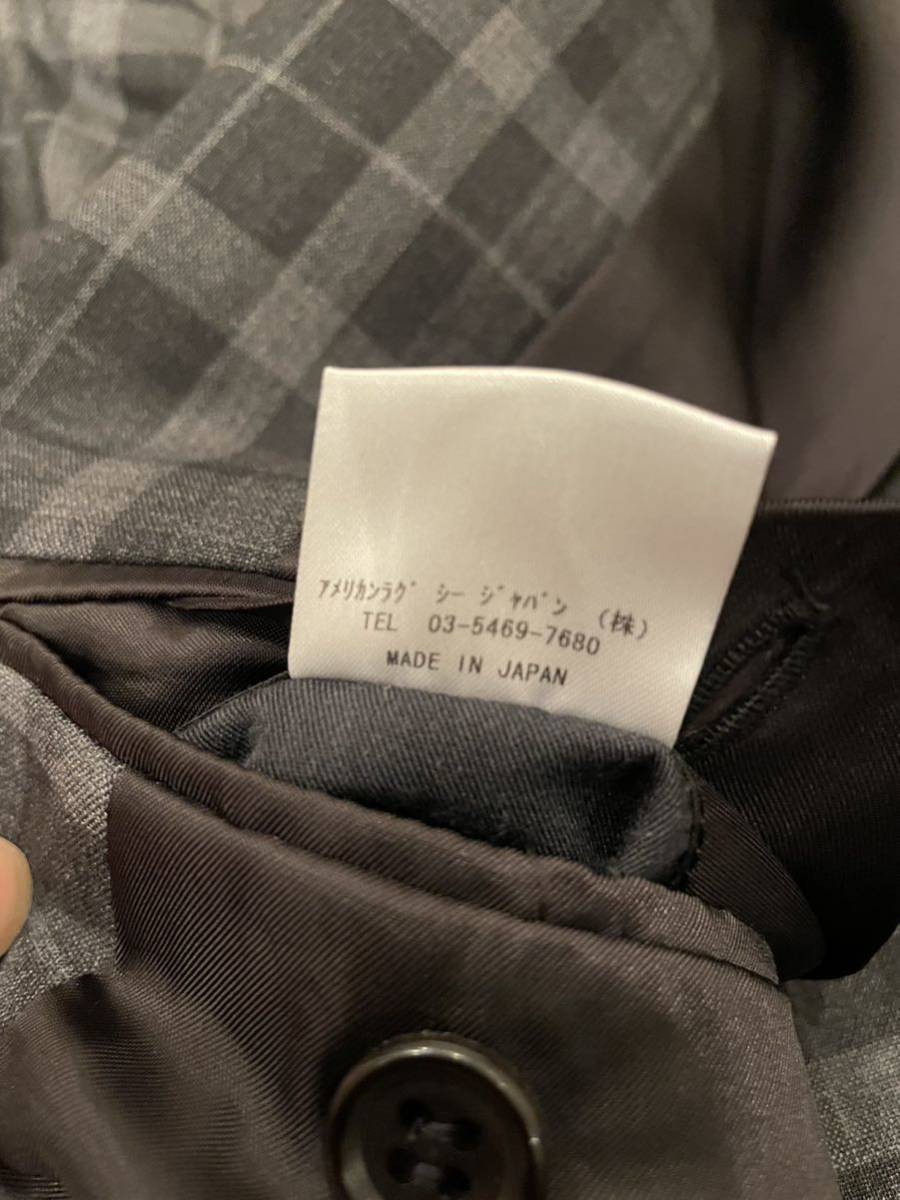 ｱﾒﾘｶﾝﾗｸﾞ ｼｰ ｼﾞｬﾊﾟﾝ (株)
TEL 03-5469-7680
MADE IN JAPAN